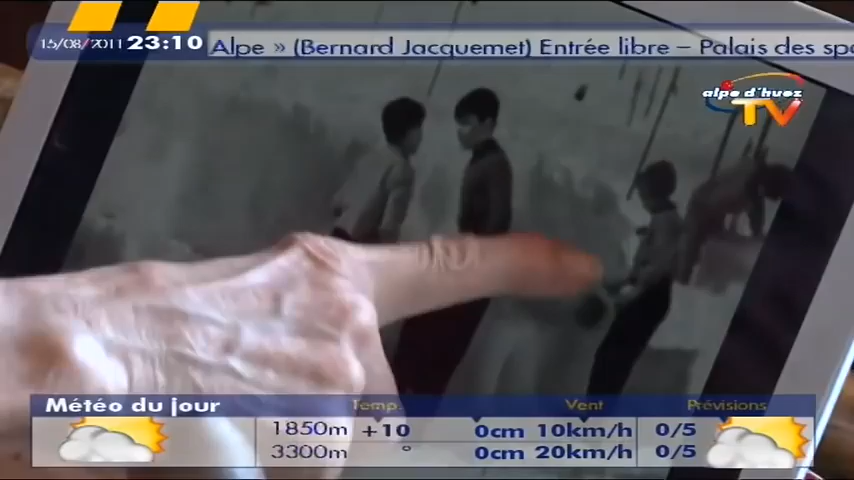 15/08/2011 23:10 Alpe » (Bernard Jacquemet) Entrée libre – Palais des spo
alpe d'huez
TV
Météo du jour Temp. Vent Prévisions
1850m +10 0cm 10km/h 0/5
3300m ° 0cm 20km/h 0/5